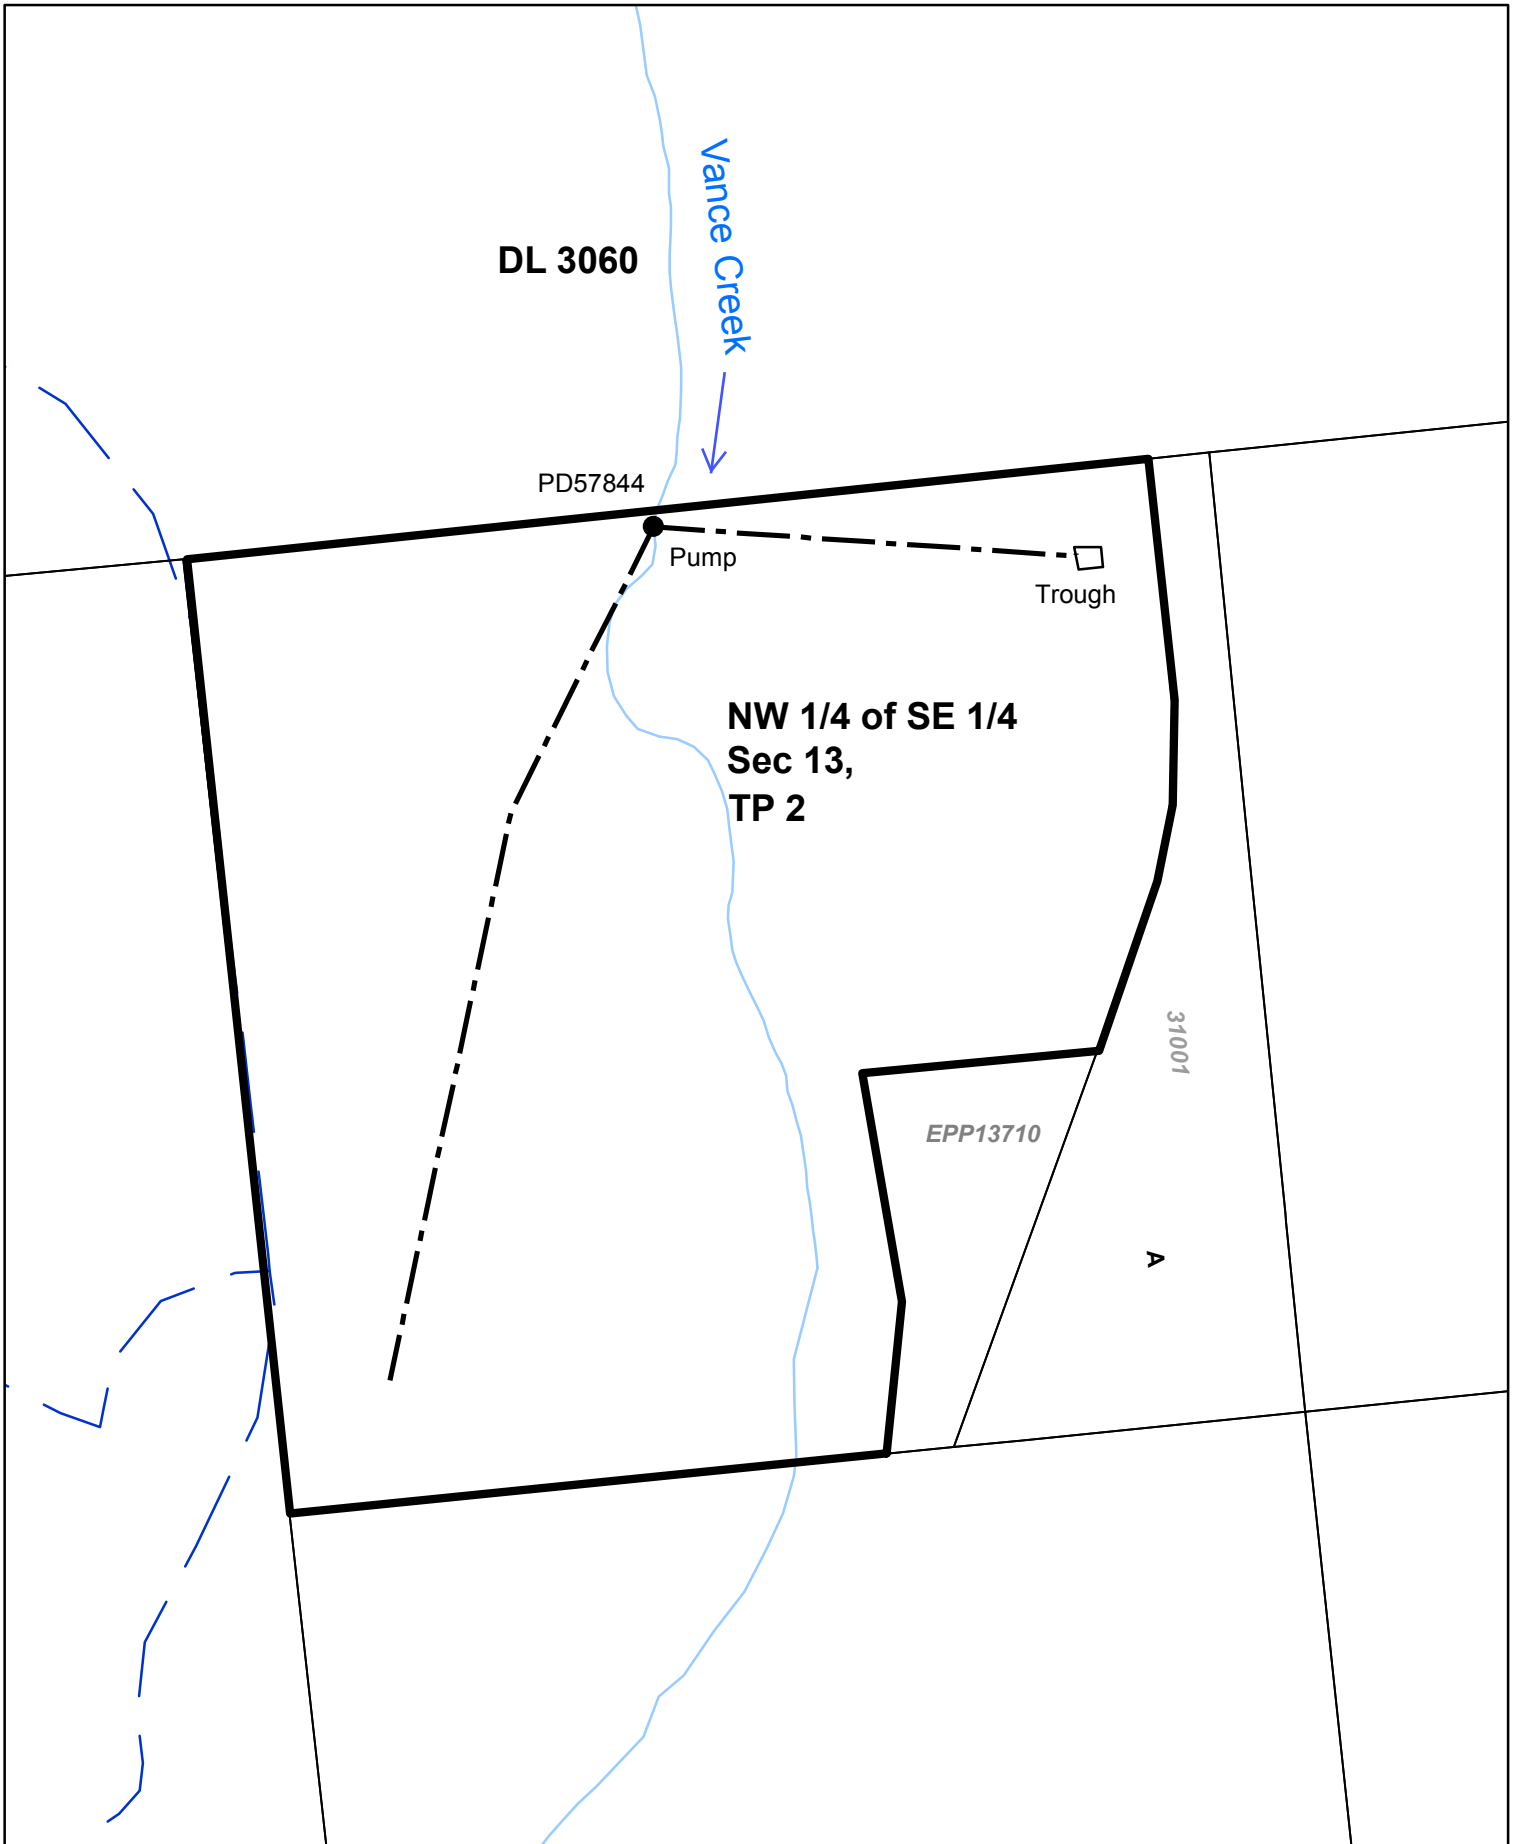 Vance Creek
DL 3060
PD57844
Pump
Trough
NW 1/4 of SE 1/4
Sec 13,
TP 2
31001
EPP13710
A